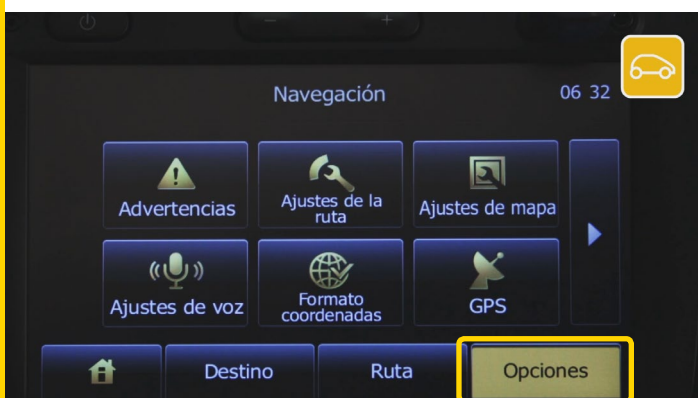 Navegación
06 32
Advertencias
Ajustes de la
ruta
Ajustes de mapa
Ajustes de voz
Formato
coordenadas
GPS
Destino
Ruta
Opciones